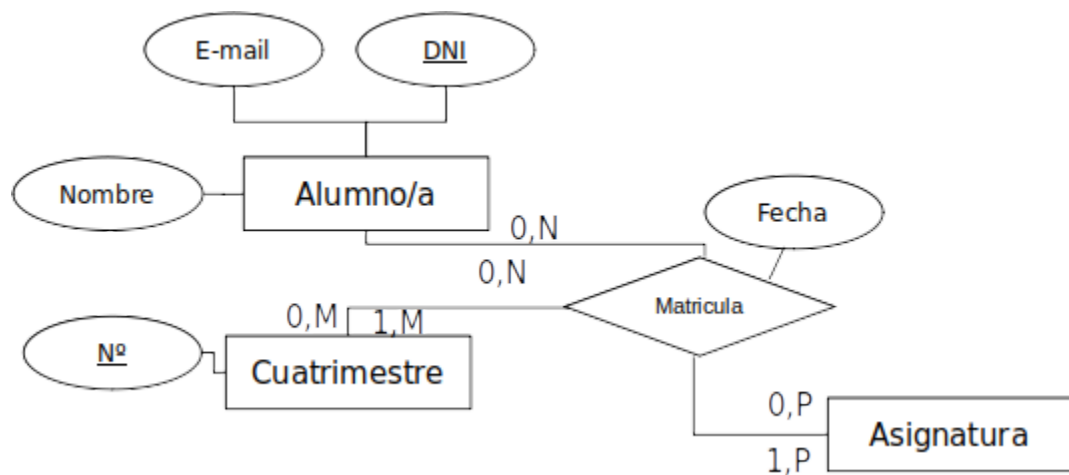 E-mail
DNI
Nombre
Alumno/a
Fecha
0,N
0,N
Matricula
0,M
1,M
Nº
Cuatrimestre
0,P
Asignatura
1,P